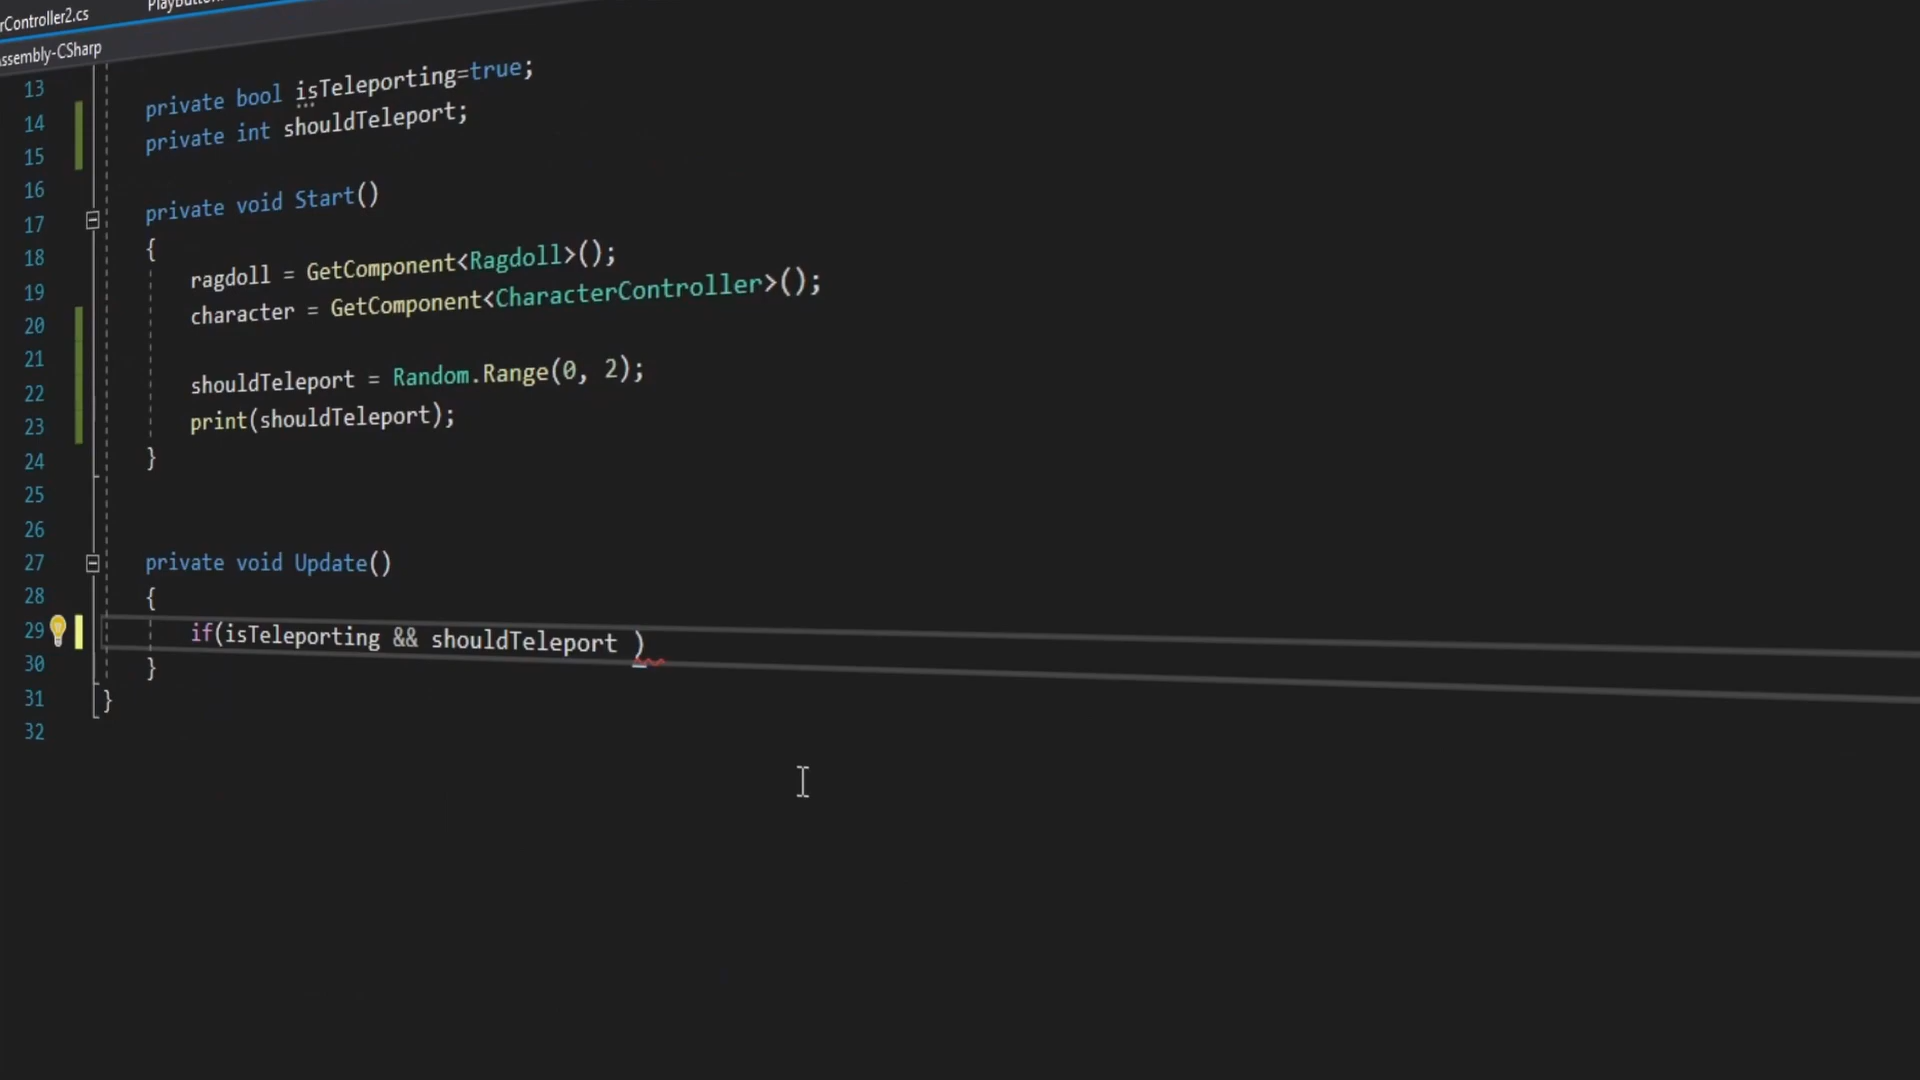 rController2.cs
Assembly-CSharp
13
14 private bool isTeleporting=true;
15 private int shouldTeleport;
16
17 private void Start()
18 {
19 ragdoll = GetComponent<Ragdoll>();
20 character = GetComponent<CharacterController>();
21
22 shouldTeleport = Random.Range(0, 2);
23 print(shouldTeleport);
24 }
25
26
27 private void Update()
28 {
29 if(isTeleporting && shouldTeleport )
30 }
31 }
32